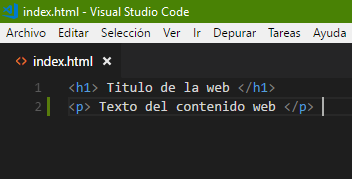 index.html - Visual Studio Code
Archivo Editar Selección Ver Ir Depurar Tareas Ayuda
<> index.html ×
1 <h1> Titulo de la web </h1>
2 <p> Texto del contenido web </p>